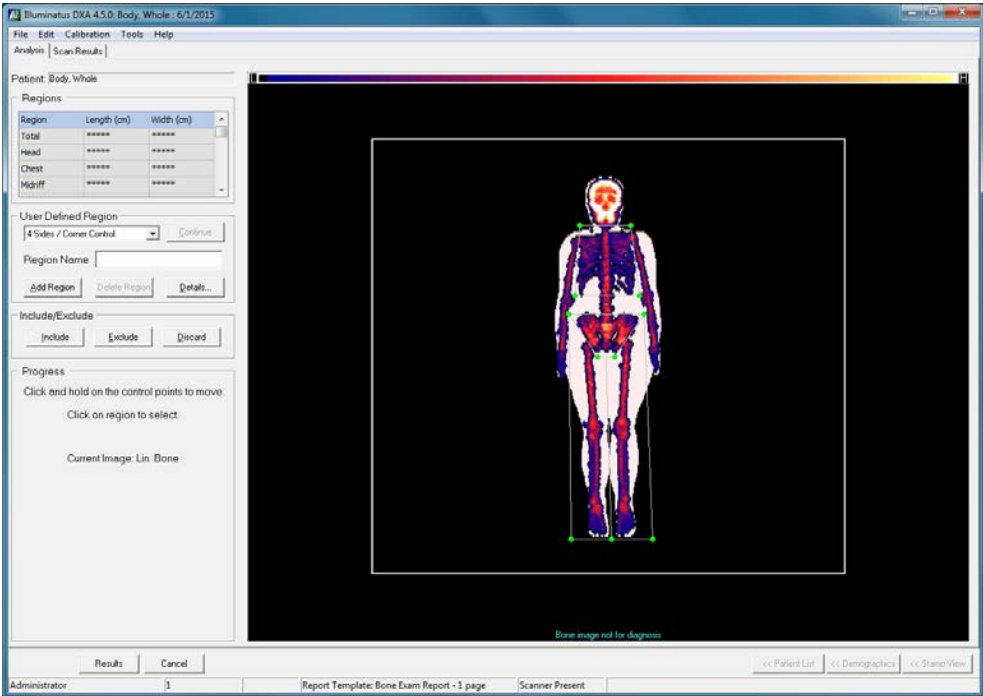 Illuminatus DXA 4.5.0: Body, Whole : 6/1/2015
File Edit Calibration Tools Help
Analysis Scan Results
Patient: Body, Whole
L H
Regions
Region Length (cm) Width (cm)
Total ***** *****
Head ***** *****
Chest ***** *****
Midriff ***** *****
User Defined Region
4 Sides / Corner Control Continue
Region Name
Add Region Delete Region Details...
Include/Exclude
Include Exclude Discard
Progress
Click and hold on the control points to move.
Click on region to select.
Current Image: Lin Bone
Bone image not for diagnosis
Results Cancel << Patient List << Demographics << Stamp View
Administrator 1 Report Template: Bone Exam Report - 1 page Scanner Present